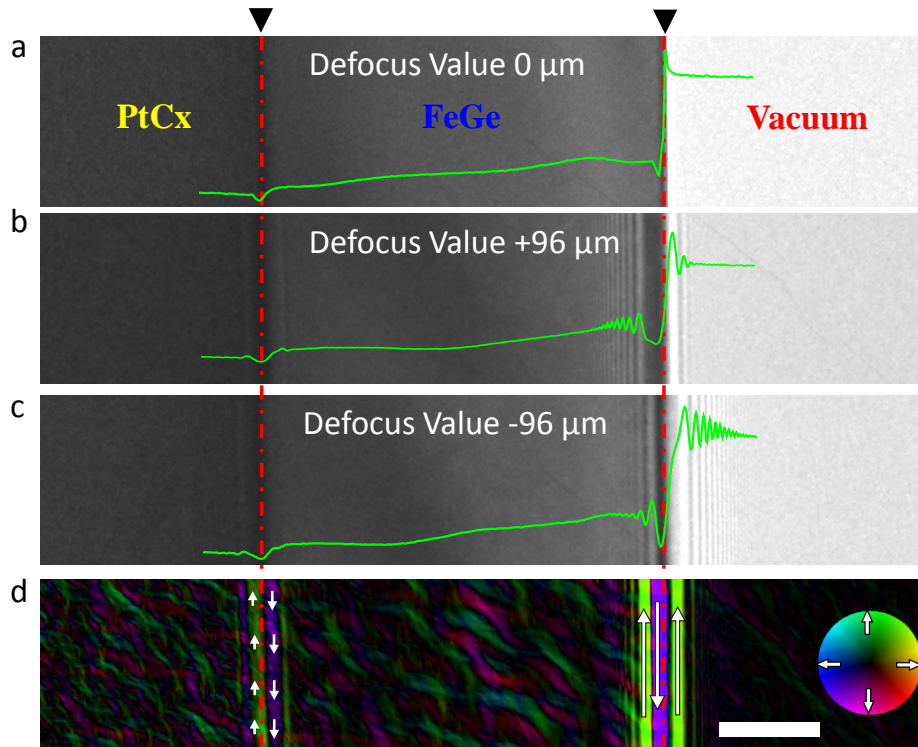 a
Defocus Value 0 μm
PtCx FeGe Vacuum
b
Defocus Value +96 μm
c
Defocus Value -96 μm
d